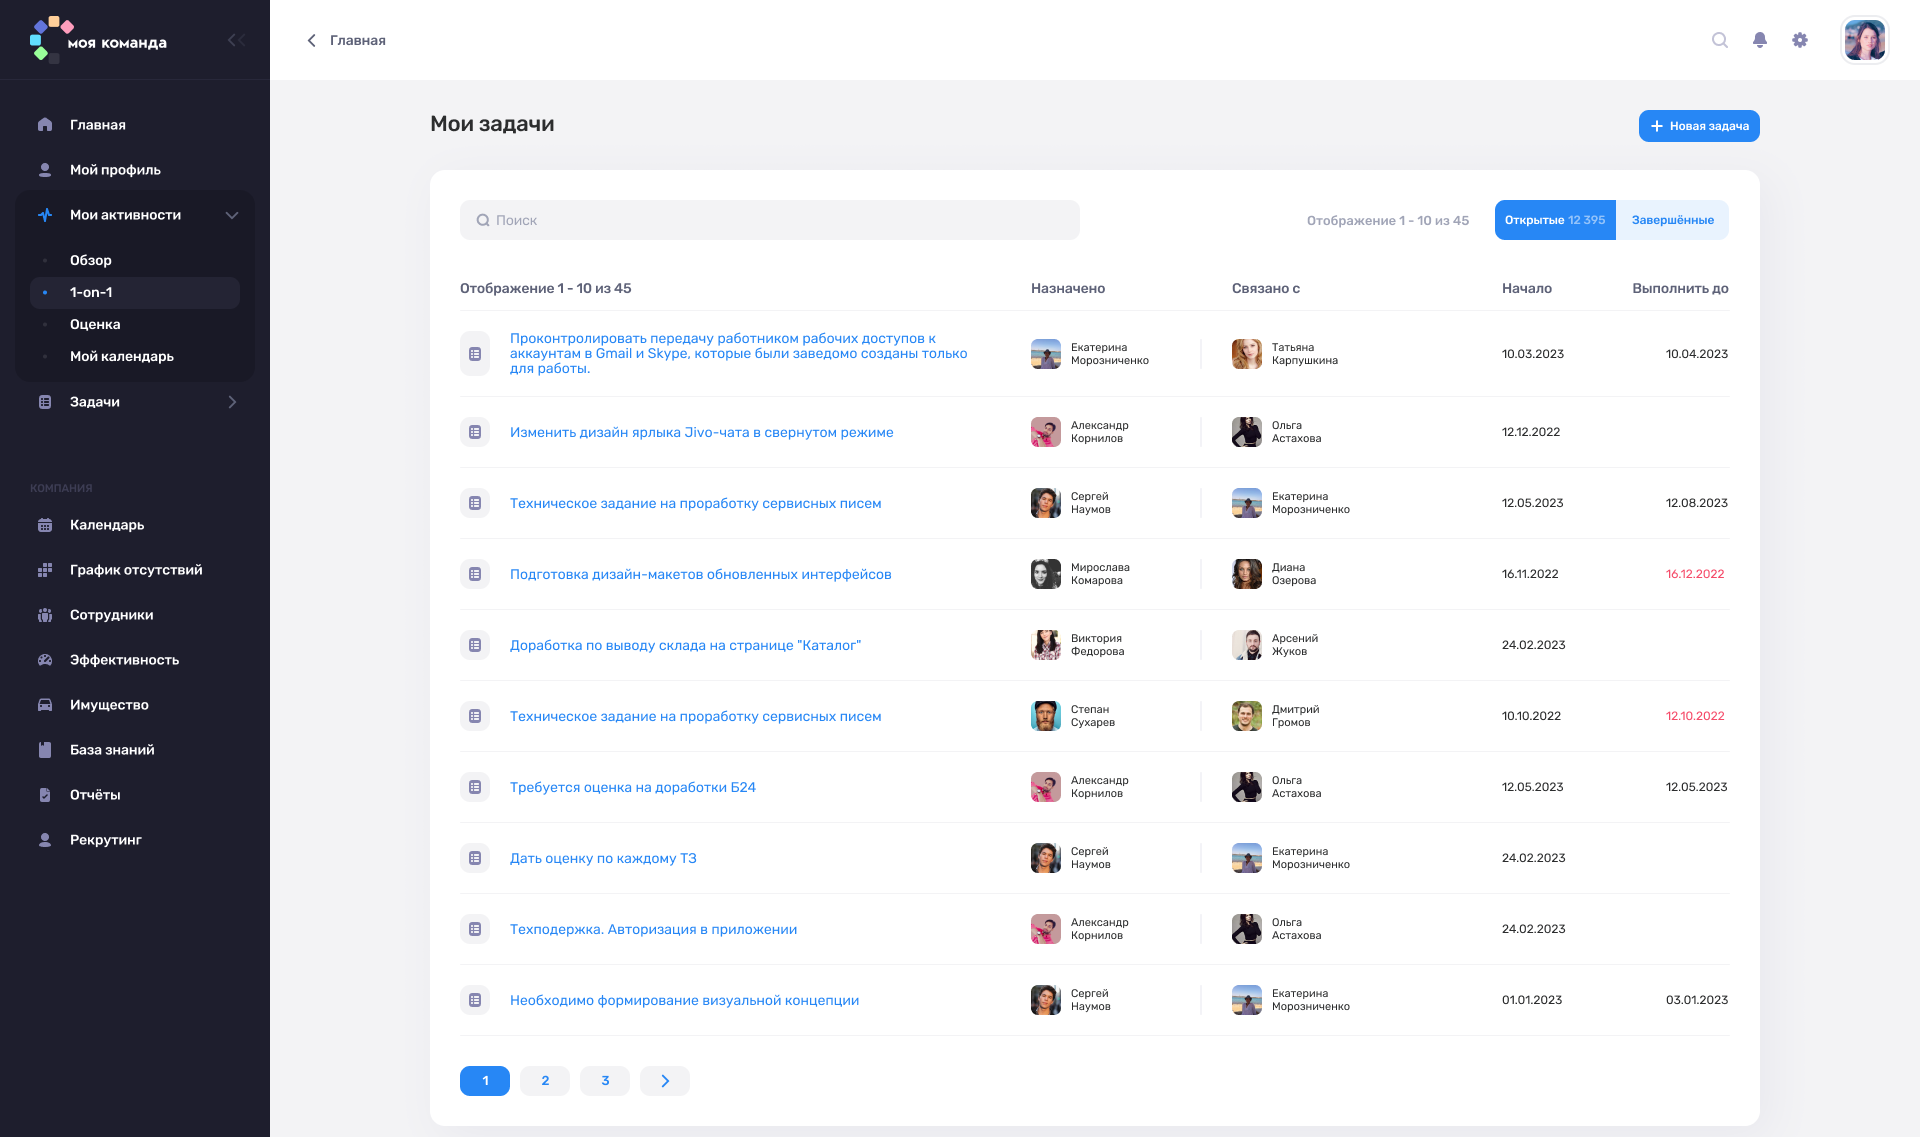 моя команда
Главная
Главная
Мой профиль
Мои активности
Обзор
1-on-1
Оценка
Мой календарь
Задачи
КОМПАНИЯ
Календарь
График отсутствий
Сотрудники
Эффективность
Имущество
База знаний
Отчёты
Рекрутинг
Мои задачи
Новая задача
Поиск
Отображение 1 - 10 из 45
Открытые 12 395
Завершённые
Отображение 1 - 10 из 45
Назначено
Связано с
Начало
Выполнить до
Проконтролировать передачу работником рабочих доступов к
аккаунтам в Gmail и Skype, которые были заведомо созданы только
для работы.
Екатерина
Морозниченко
Татьяна
Карпушкина
10.03.2023
10.04.2023
Изменить дизайн ярлыка Jivo-чата в свернутом режиме
Александр
Корнилов
Ольга
Астахова
12.12.2022
Техническое задание на проработку сервисных писем
Сергей
Наумов
Екатерина
Морозниченко
12.05.2023
12.08.2023
Подготовка дизайн-макетов обновленных интерфейсов
Мирослава
Комарова
Диана
Озерова
16.11.2022
16.12.2022
Доработка по выводу склада на странице "Каталог"
Виктория
Федорова
Арсений
Жуков
24.02.2023
Техническое задание на проработку сервисных писем
Степан
Сухарев
Дмитрий
Громов
10.10.2022
12.10.2022
Требуется оценка на доработки Б24
Александр
Корнилов
Ольга
Астахова
12.05.2023
12.05.2023
Дать оценку по каждому ТЗ
Сергей
Наумов
Екатерина
Морозниченко
24.02.2023
Техподержка. Авторизация в приложении
Александр
Корнилов
Ольга
Астахова
24.02.2023
Необходимо формирование визуальной концепции
Сергей
Наумов
Екатерина
Морозниченко
01.01.2023
03.01.2023
1
2
3